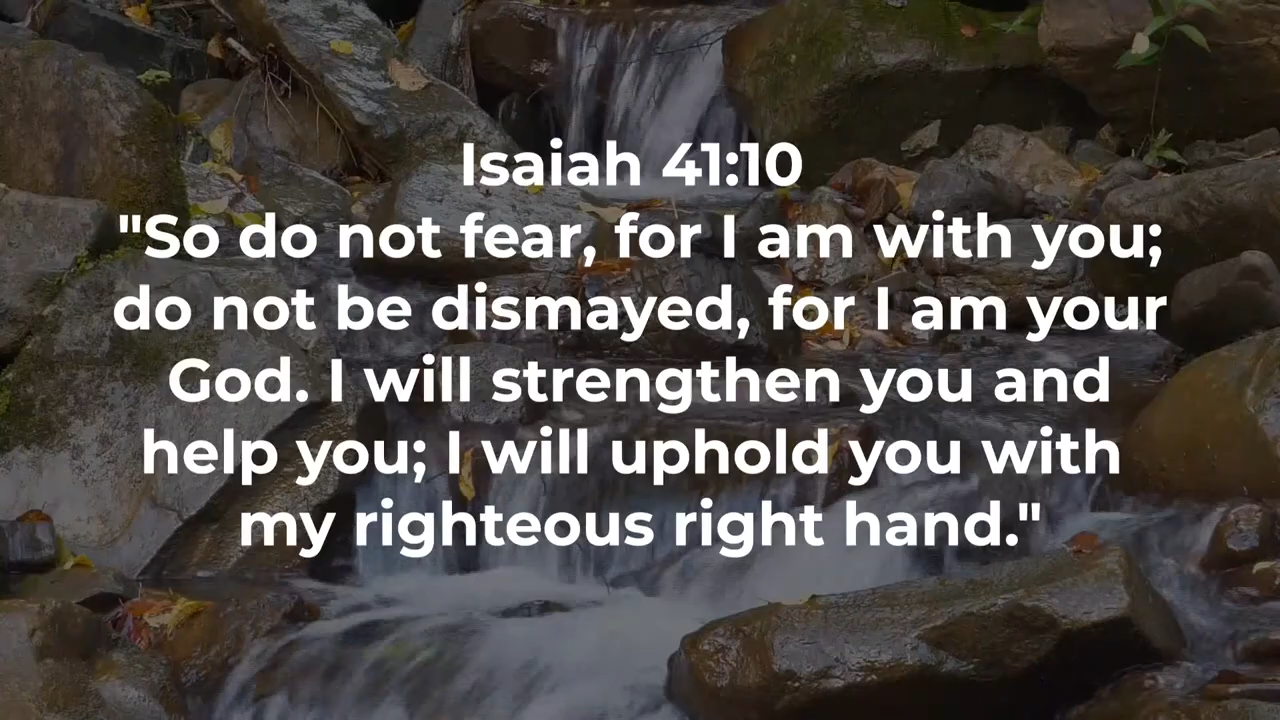 Isaiah 41:10
"So do not fear, for I am with you;
do not be dismayed, for I am your
God. I will strengthen you and
help you; I will uphold you with
my righteous right hand."